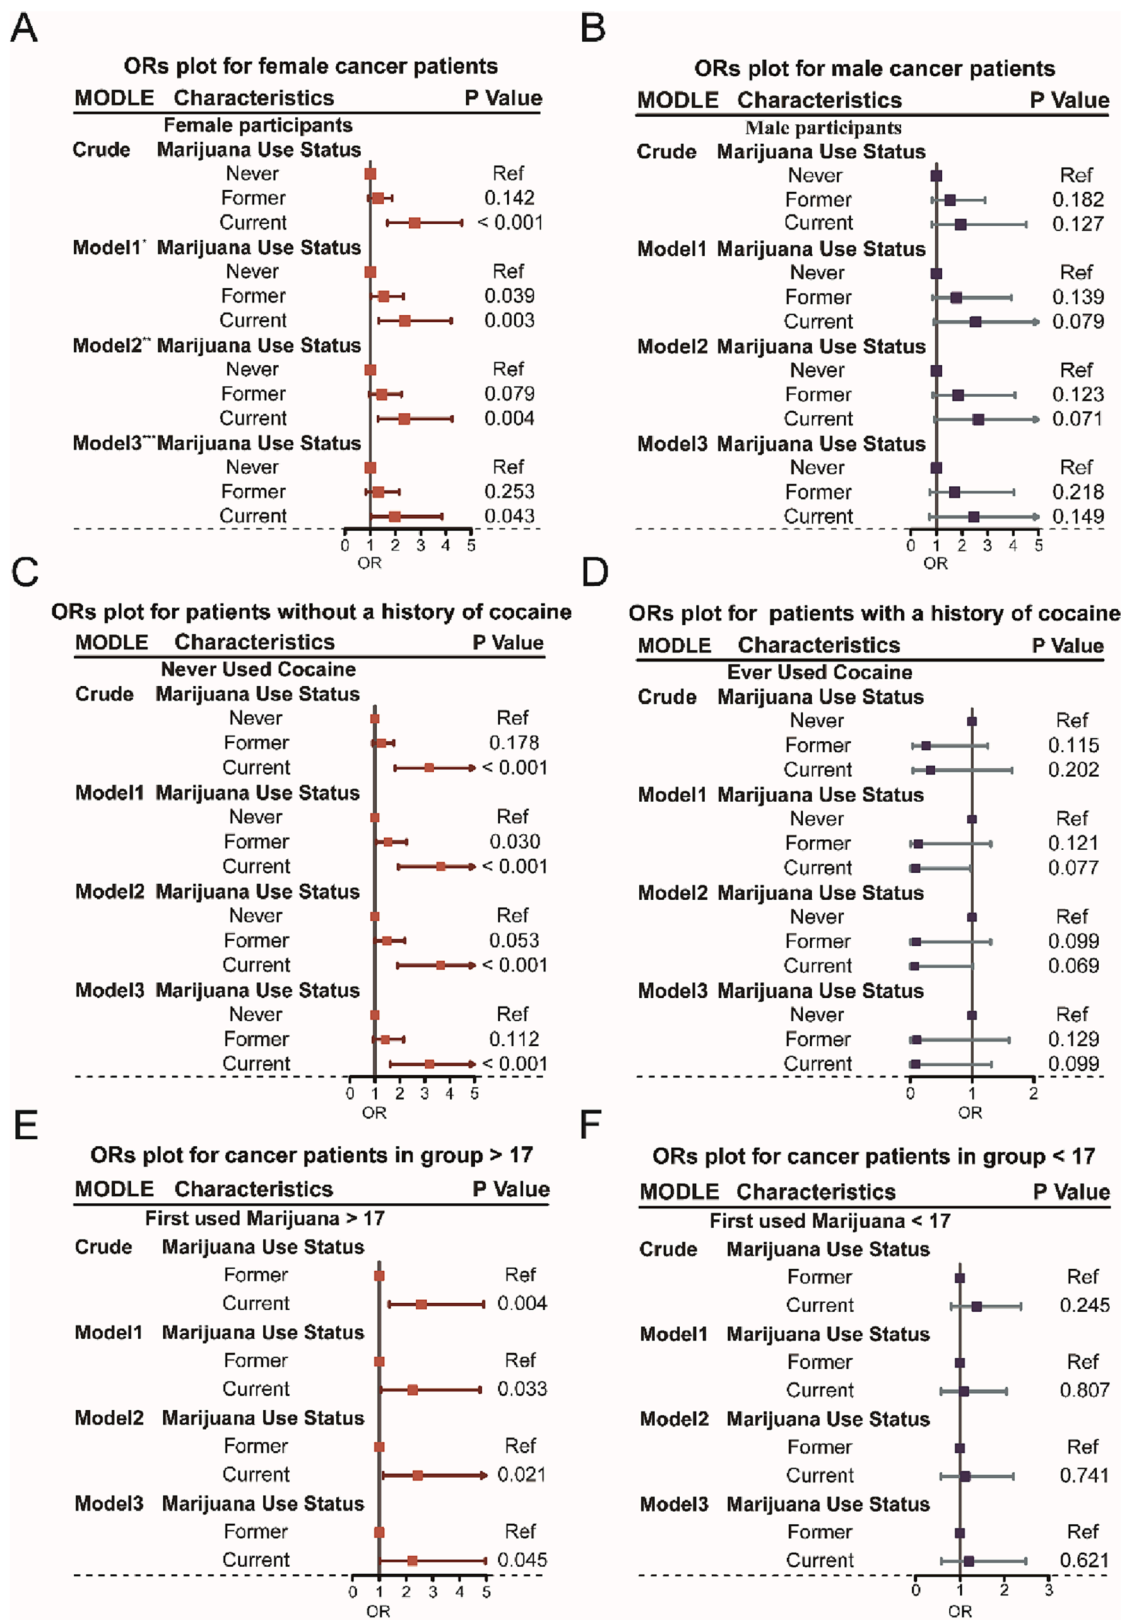 A
ORs plot for female cancer patients
MODLE Characteristics P Value
Female participants
Crude Marijuana Use Status
Never Ref
Former 0.142
Current < 0.001
Model1* Marijuana Use Status
Never Ref
Former 0.039
Current 0.003
Model2** Marijuana Use Status
Never Ref
Former 0.079
Current 0.004
Model3*** Marijuana Use Status
Never Ref
Former 0.253
Current 0.043
0 1 2 3 4 5
OR
B
ORs plot for male cancer patients
MODLE Characteristics P Value
Male participants
Crude Marijuana Use Status
Never Ref
Former 0.182
Current 0.127
Model1 Marijuana Use Status
Never Ref
Former 0.139
Current 0.079
Model2 Marijuana Use Status
Never Ref
Former 0.123
Current 0.071
Model3 Marijuana Use Status
Never Ref
Former 0.218
Current 0.149
0 1 2 3 4 5
OR
C
ORs plot for patients without a history of cocaine
MODLE Characteristics P Value
Never Used Cocaine
Crude Marijuana Use Status
Never Ref
Former 0.178
Current < 0.001
Model1 Marijuana Use Status
Never Ref
Former 0.030
Current < 0.001
Model2 Marijuana Use Status
Never Ref
Former 0.053
Current < 0.001
Model3 Marijuana Use Status
Never Ref
Former 0.112
Current < 0.001
0 1 2 3 4 5
OR
D
ORs plot for patients with a history of cocaine
MODLE Characteristics P Value
Ever Used Cocaine
Crude Marijuana Use Status
Never Ref
Former 0.115
Current 0.202
Model1 Marijuana Use Status
Never Ref
Former 0.121
Current 0.077
Model2 Marijuana Use Status
Never Ref
Former 0.099
Current 0.069
Model3 Marijuana Use Status
Never Ref
Former 0.129
Current 0.099
0 1 2
OR
E
ORs plot for cancer patients in group > 17
MODLE Characteristics P Value
First used Marijuana > 17
Crude Marijuana Use Status
Former Ref
Current 0.004
Model1 Marijuana Use Status
Former Ref
Current 0.033
Model2 Marijuana Use Status
Former Ref
Current 0.021
Model3 Marijuana Use Status
Former Ref
Current 0.045
0 1 2 3 4 5
OR
F
ORs plot for cancer patients in group < 17
MODLE Characteristics P Value
First used Marijuana < 17
Crude Marijuana Use Status
Former Ref
Current 0.245
Model1 Marijuana Use Status
Former Ref
Current 0.807
Model2 Marijuana Use Status
Former Ref
Current 0.741
Model3 Marijuana Use Status
Former Ref
Current 0.621
0 1 2 3
OR